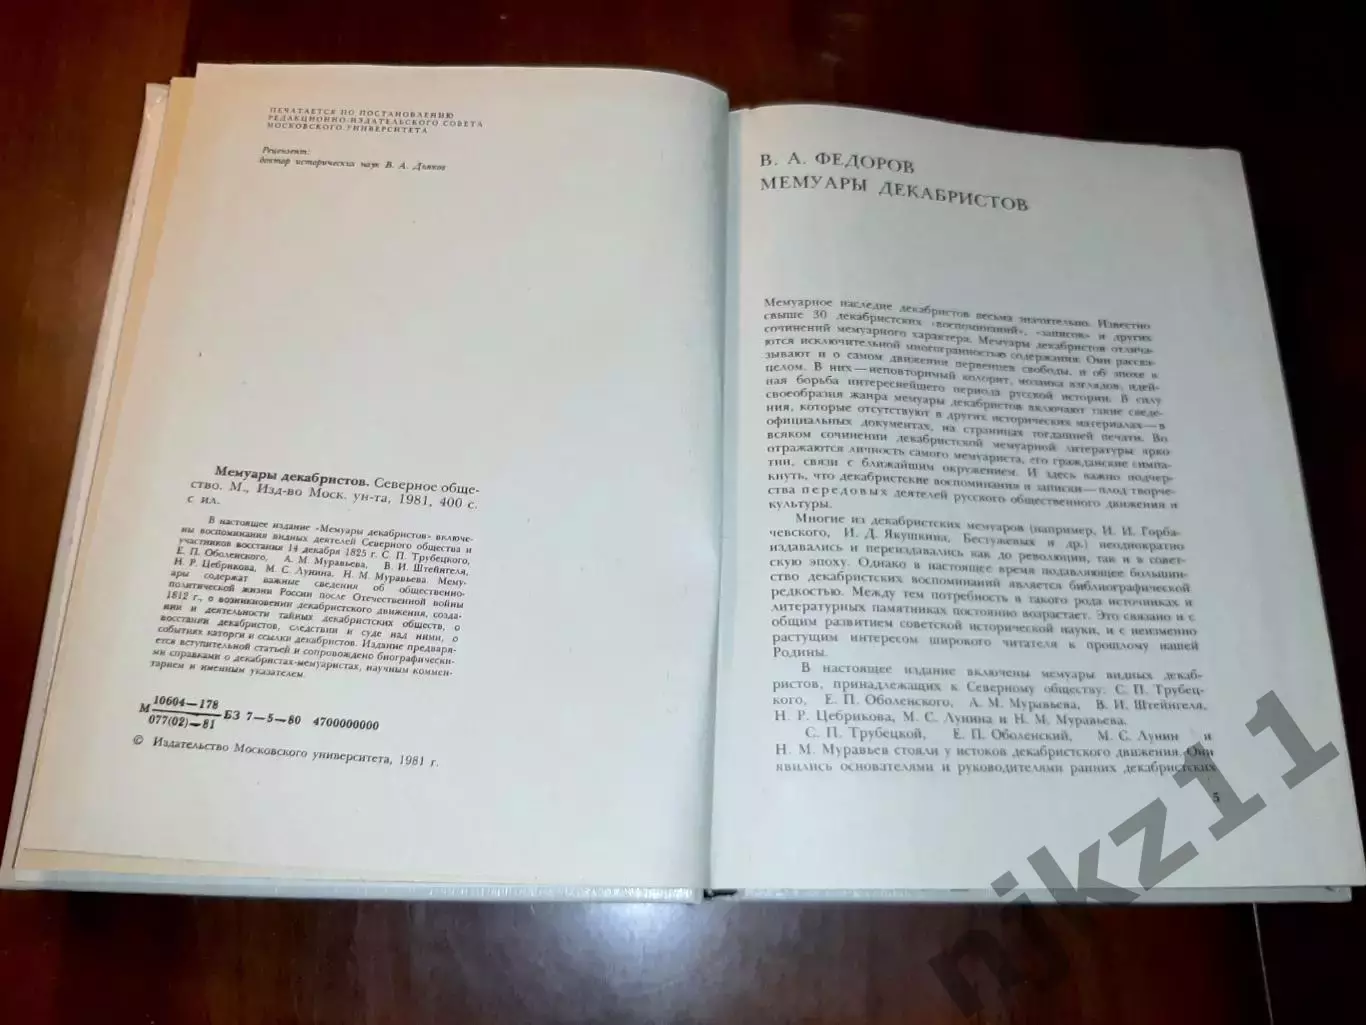 ПЕЧАТАЕТСЯ ПО ПОСТАНОВЛЕНИЮ
РЕДАКЦИОННО-ИЗДАТЕЛЬСКОГО СОВЕТА
МОСКОВСКОГО УНИВЕРСИТЕТА
Рецензент:
доктор исторических наук В. А. Дьяков
Мемуары декабристов. Северное обще-
ство. М., Изд-во Моск. ун-та, 1981, 400 с.
с ил.
В настоящее издание «Мемуары декабристов» включе-
ны воспоминания видных деятелей Северного общества и
участников восстания 14 декабря 1825 г. С. П. Трубецкого,
Е. П. Оболенского, А. М. Муравьева, В. И. Штейнгеля,
Н. Р. Цебрикова, М. С. Лунина, Н. М. Муравьева. Мему-
ары содержат важные сведения об общественно-
политической жизни России после Отечественной войны
1812 г., о возникновении декабристского движения, созда-
нии и деятельности тайных декабристских обществ, о
восстании декабристов, следствии и суде над ними, о
событиях каторги и ссылки декабристов. Издание предваря-
ется вступительной статьей и сопровождено биографически-
ми справками о декабристах-мемуаристах, научным коммен-
тарием и именным указателем.
М 10604—178
077(02)—81 БЗ 7—5—80 4700000000
© Издательство Московского университета, 1981 г.
В. А. ФЕДОРОВ
МЕМУАРЫ ДЕКАБРИСТОВ
Мемуарное наследие декабристов весьма значительно. Известно
свыше 30 декабристских «воспоминаний», «записок» и других
сочинений мемуарного характера. Мемуары декабристов отлича-
ются исключительной многогранностью содержания. Они расска-
зывают и о самом движении первенцев свободы, и об эпохе в
целом. В них — неповторимый колорит, мозаика взглядов, идей-
ная борьба интереснейшего периода русской истории. В силу
своеобразия жанра мемуары декабристов включают такие сведе-
ния, которые отсутствуют в других исторических материалах — в
официальных документах, на страницах тогдашней печати. Во
всяком сочинении декабристской мемуарной литературы ярко
отражаются личность самого мемуариста, его гражданские симпа-
тии, связи с ближайшим окружением. И здесь важно подчер-
кнуть, что декабристские воспоминания и записки — плод творче-
ства передовых деятелей русского общественного движения и
культуры.
Многие из декабристских мемуаров (например, И. И. Горба-
чевского, И. Д. Якушкина, Бестужевых и др.) неоднократно
издавались и переиздавались как до революции, так и в совет-
скую эпоху. Однако в настоящее время подавляющее большин-
ство декабристских воспоминаний является библиографической
редкостью. Между тем потребность в такого рода источниках и
литературных памятниках постоянно возрастает. Это связано и с
общим развитием советской исторической науки, и с неизменно
растущим интересом широкого читателя к прошлому нашей
Родины.
В настоящее издание включены мемуары видных декаб-
ристов, принадлежащих к Северному обществу: С. П. Трубец-
кого, Е. П. Оболенского, А. М. Муравьева, В. И. Штейнгеля,
Н. Р. Цебрикова, М. С. Лунина и Н. М. Муравьева.
С. П. Трубецкой, Е. П. Оболенский, М. С. Лунин и
Н. М. Муравьев стояли у истоков декабристского движения. Они
явились основателями и руководителями ранних декабристских
5
njkz11